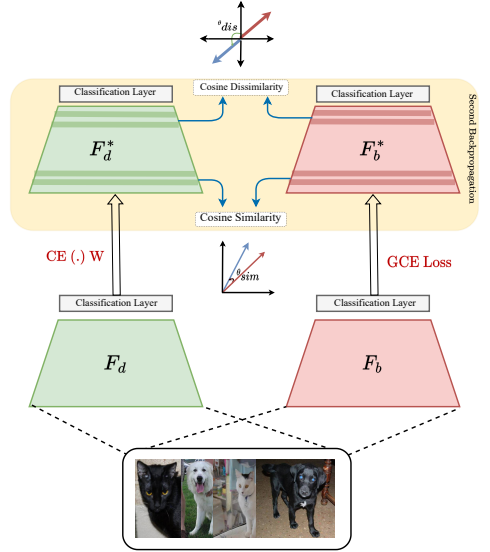 θdis
Classification Layer
Cosine Dissimilarity
Classification Layer
F*d
F*b
Second Backpropagation
Cosine Similarity
CE (.) W
θsim
GCE Loss
Classification Layer
Classification Layer
Fd
Fb